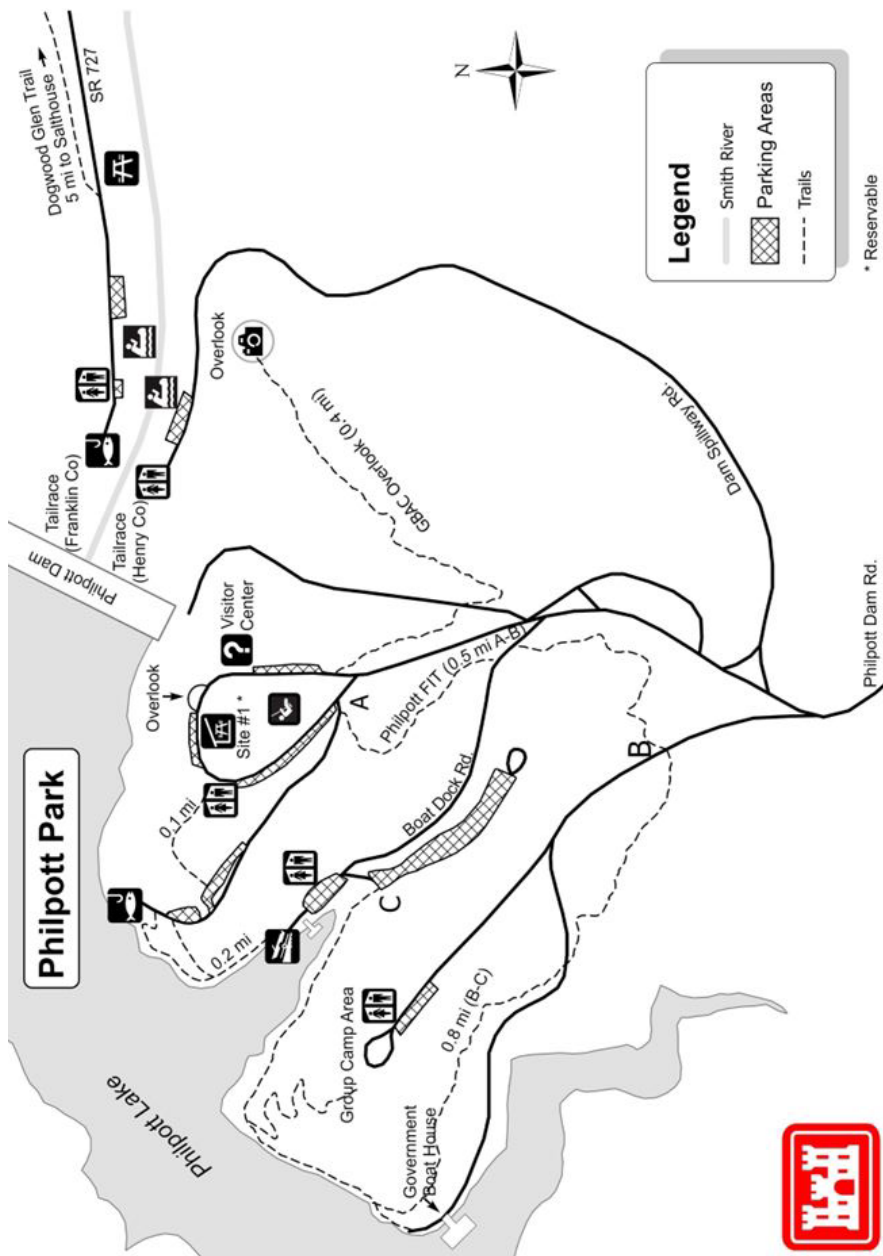 Philpott Park
Dogwood Glen Trail
5 mi to Salthouse
SR 727
Tailrace
(Franklin Co)
Tailrace
(Henry Co)
Philpott Dam
Overlook
Overlook
?
Visitor
Center
Site #1 *
0.1 mi
0.2 mi
A
Philpott FIT (0.5 mi A-B)
GBAC Overlook (0.4 mi)
Dam Spillway Rd.
Boat Dock Rd.
C
B
Philpott Lake
Group Camp Area
0.8 mi (B-C)
Government
Boat House
Philpott Dam Rd.
N
Legend
Smith River
Parking Areas
Trails
* Reservable